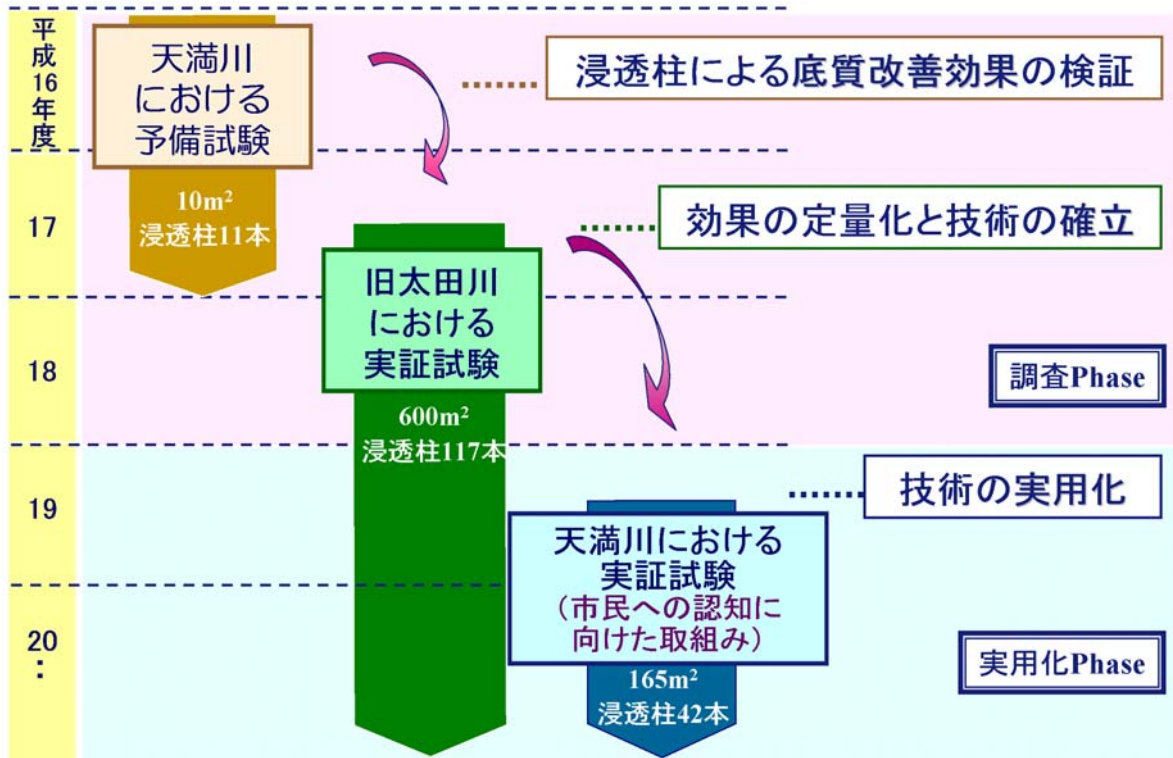 平成16年度
天満川
における
予備試験
浸透柱による底質改善効果の検証
10m²
浸透柱11本
17
効果の定量化と技術の確立
旧太田川
における
実証試験
18
調査Phase
600m²
浸透柱117本
技術の実用化
19
天満川における
実証試験
(市民への認知に
向けた取組み)
20
:
実用化Phase
165m²
浸透柱42本